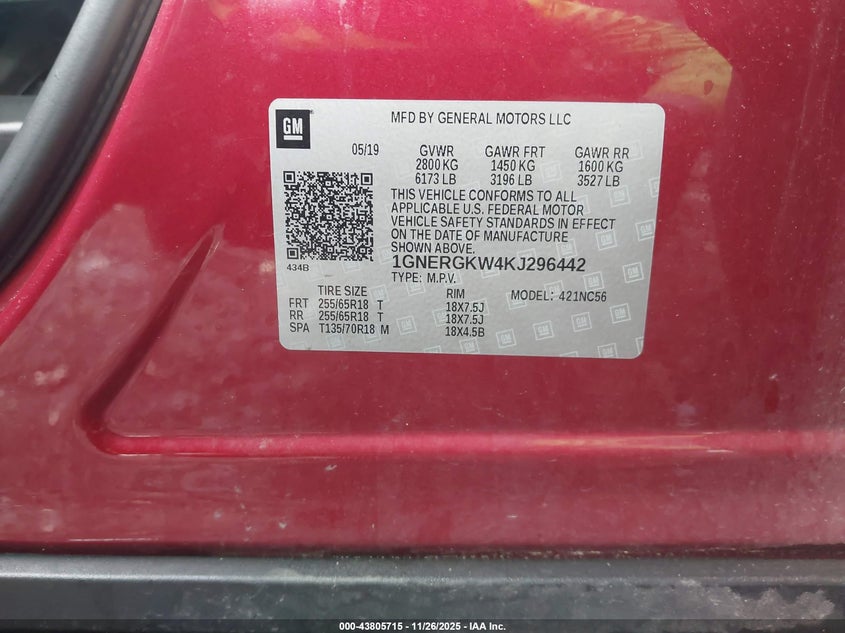 GM
MFD BY GENERAL MOTORS LLC
05/19 GVWR GAWR FRT GAWR RR
2800 KG 1450 KG 1600 KG
6173 LB 3196 LB 3527 LB
THIS VEHICLE CONFORMS TO ALL
APPLICABLE U.S. FEDERAL MOTOR
VEHICLE SAFETY STANDARDS IN EFFECT
ON THE DATE OF MANUFACTURE
SHOWN ABOVE.
434B
1GNERGKW4KJ296442
TYPE: M.P.V.
TIRE SIZE RIM MODEL: 421NC56
FRT 255/65R18 T 18X7.5J
RR 255/65R18 T 18X7.5J
SPA T135/70R18 M 18X4.5B
000-43805715 - 11/26/2025 - IAA Inc.